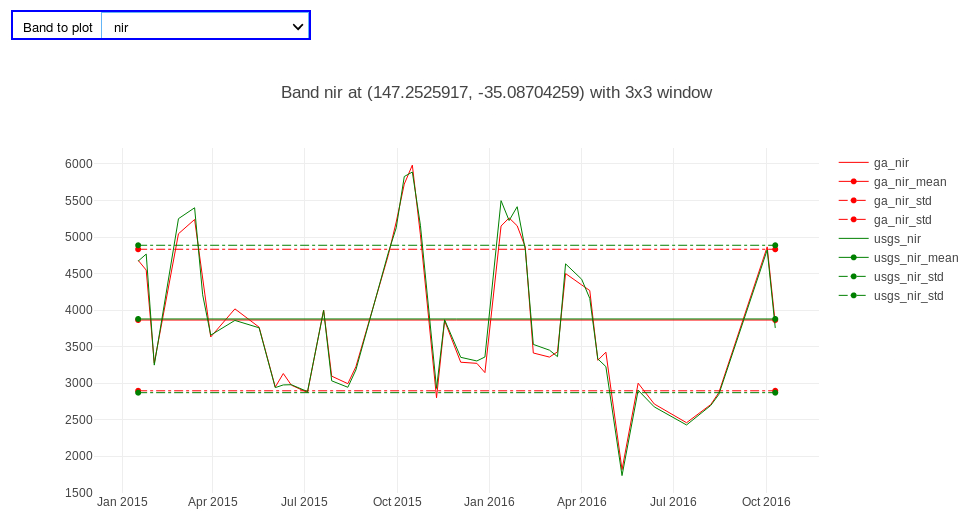 Band to plot nir
Band nir at (147.2525917, -35.08704259) with 3x3 window
6000
5500
5000
4500
4000
3500
3000
2500
2000
1500
Jan 2015 Apr 2015 Jul 2015 Oct 2015 Jan 2016 Apr 2016 Jul 2016 Oct 2016
ga_nir
ga_nir_mean
ga_nir_std
ga_nir_std
usgs_nir
usgs_nir_mean
usgs_nir_std
usgs_nir_std